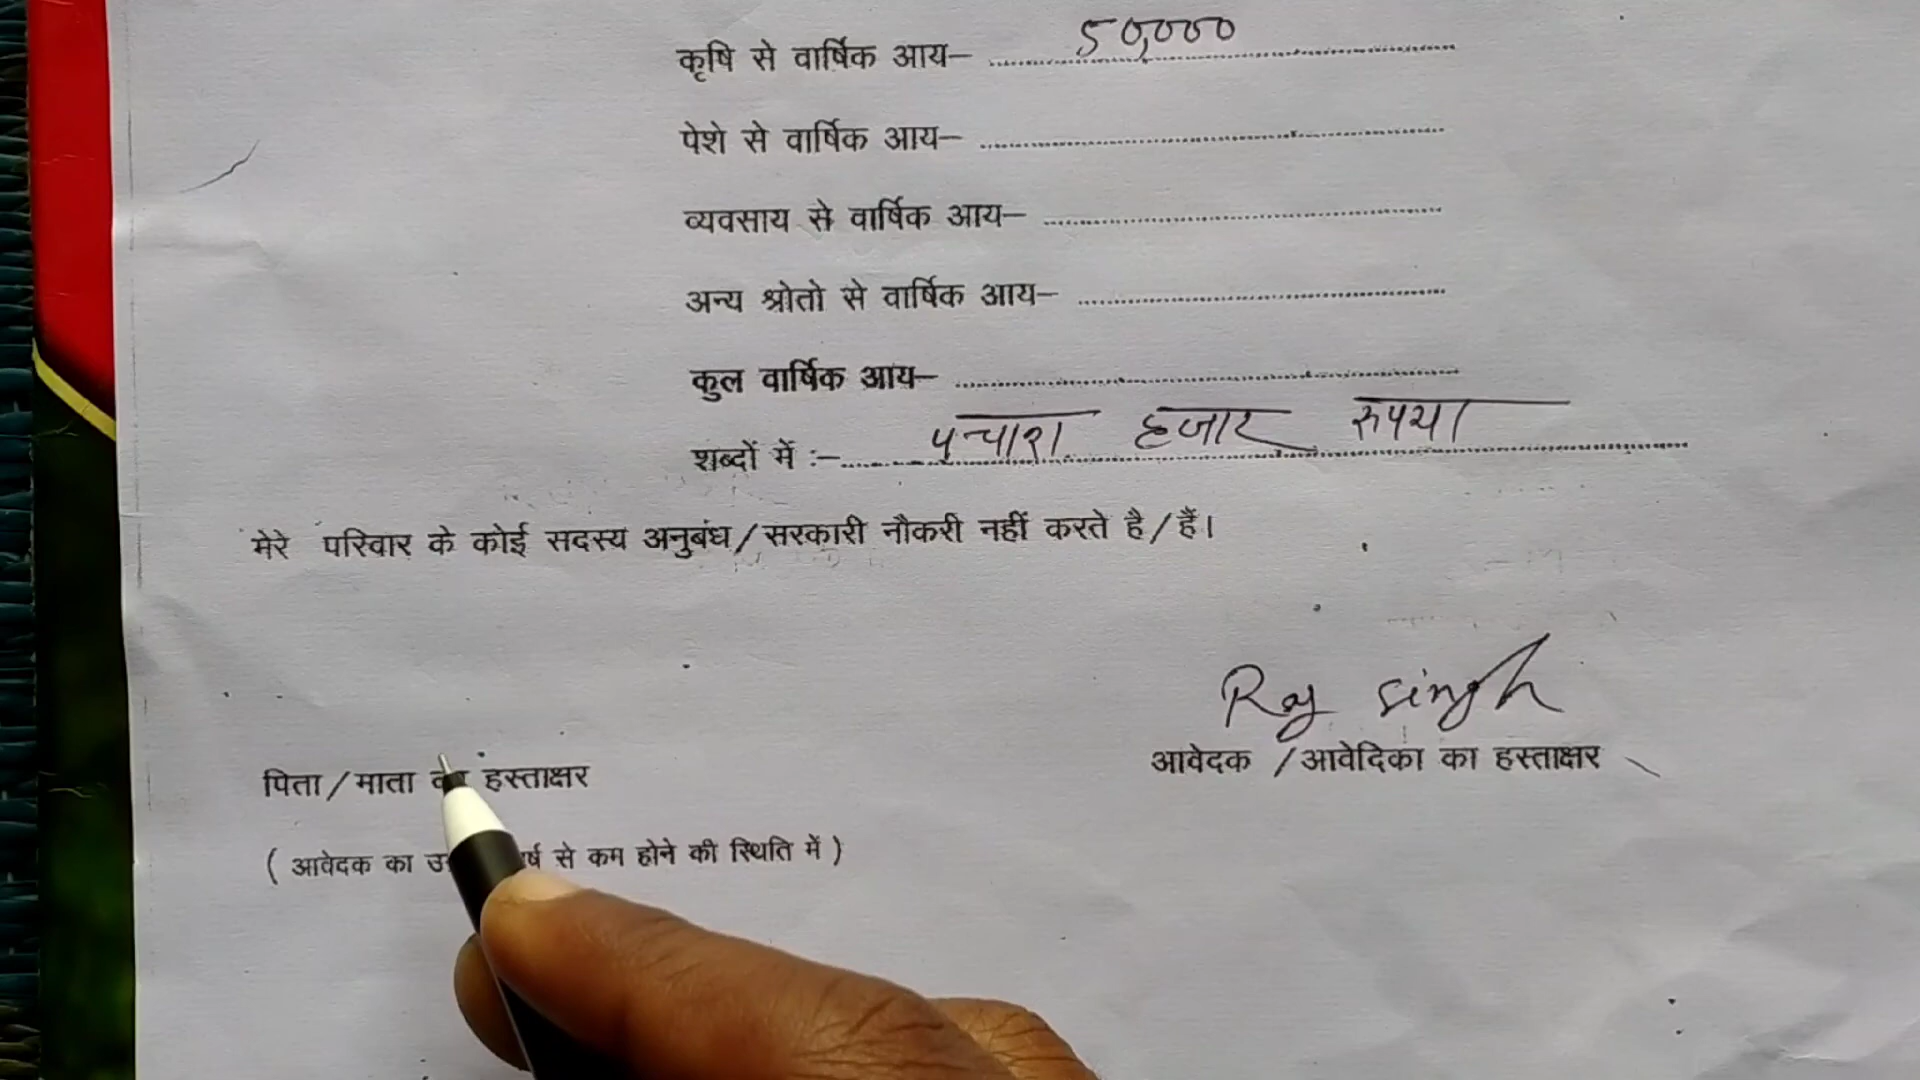 कृषि से वार्षिक आय– 50,000
पेशे से वार्षिक आय–
व्यवसाय से वार्षिक आय–
अन्य श्रोतो से वार्षिक आय–
कुल वार्षिक आय–
शब्दों में :– पचाश हजार रुपया
मेरे परिवार के कोई सदस्य अनुबंध/सरकारी नौकरी नहीं करते है/हैं।
Raj Singh
पिता/माता का हस्ताक्षर आवेदक /आवेदिका का हस्ताक्षर
( आवेदक का से कम होने की स्थिति में )